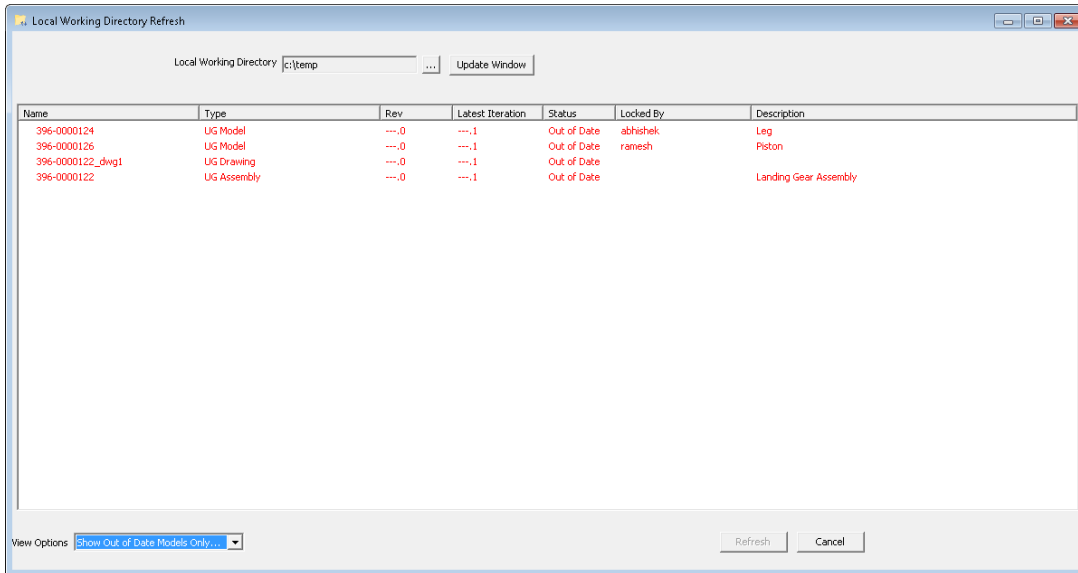 Local Working Directory Refresh
Local Working Directory c:\temp ... Update Window
Name Type Rev Latest Iteration Status Locked By Description
396-0000124 UG Model ---.0 ---.1 Out of Date abhishek Leg
396-0000126 UG Model ---.0 ---.1 Out of Date ramesh Piston
396-0000122_dwg1 UG Drawing ---.0 ---.1 Out of Date
396-0000122 UG Assembly ---.0 ---.1 Out of Date Landing Gear Assembly
View Options Show Out of Date Models Only... Refresh Cancel